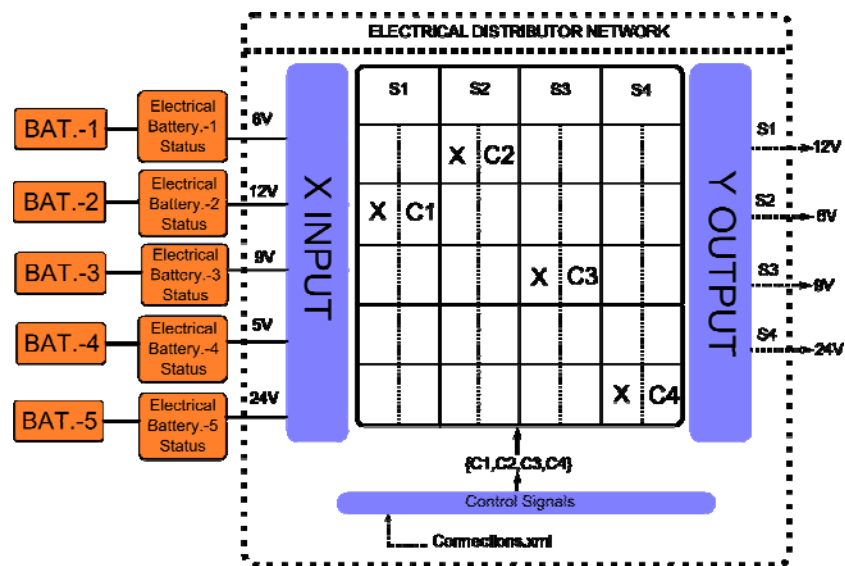 ELECTRICAL DISTRIBUTOR NETWORK
BAT.-1
Electrical
Battery.-1
Status
6V
BAT.-2
Electrical
Battery.-2
Status
12V
BAT.-3
Electrical
Battery.-3
Status
9V
BAT.-4
Electrical
Battery.-4
Status
5V
BAT.-5
Electrical
Battery.-5
Status
24V
X INPUT
S1 S2 S3 S4
X C2
X C1
X C3
X C4
Y OUTPUT
S1
12V
S2
6V
S3
9V
S4
24V
{C1,C2,C3,C4}
Control Signals
Connections.xml